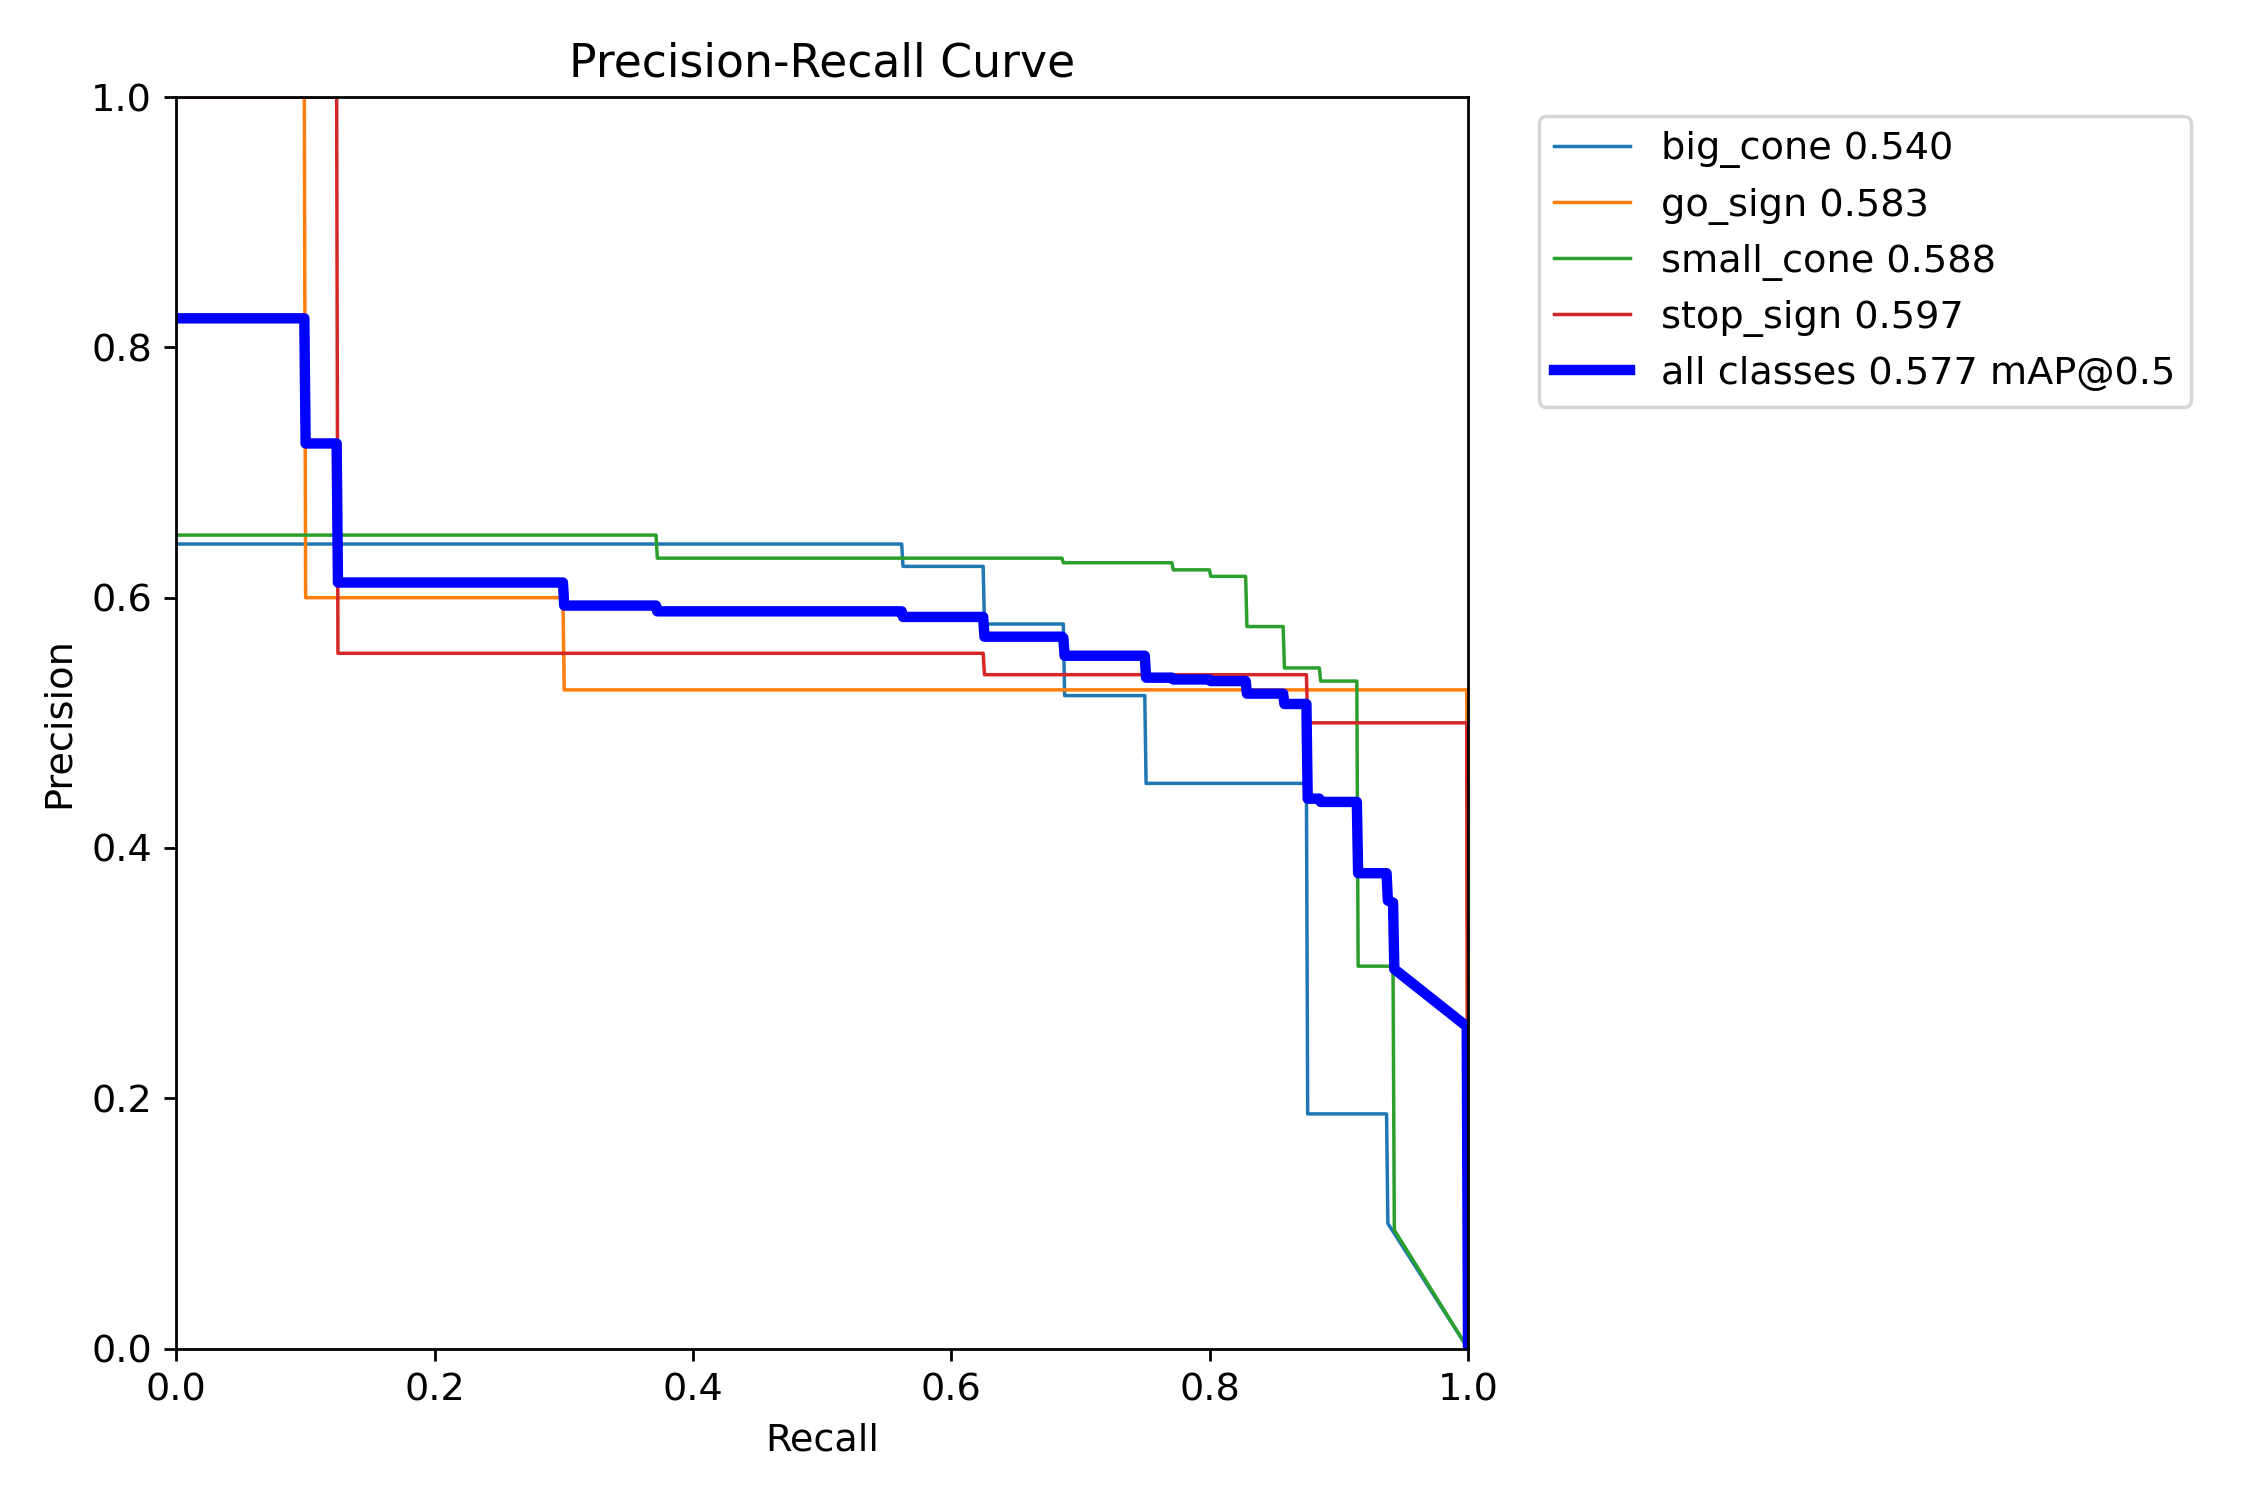 Precision-Recall Curve
1.0
0.8
0.6
0.4
0.2
0.0
Precision
0.0 0.2 0.4 0.6 0.8 1.0
Recall
big_cone 0.540
go_sign 0.583
small_cone 0.588
stop_sign 0.597
all classes 0.577 mAP@0.5